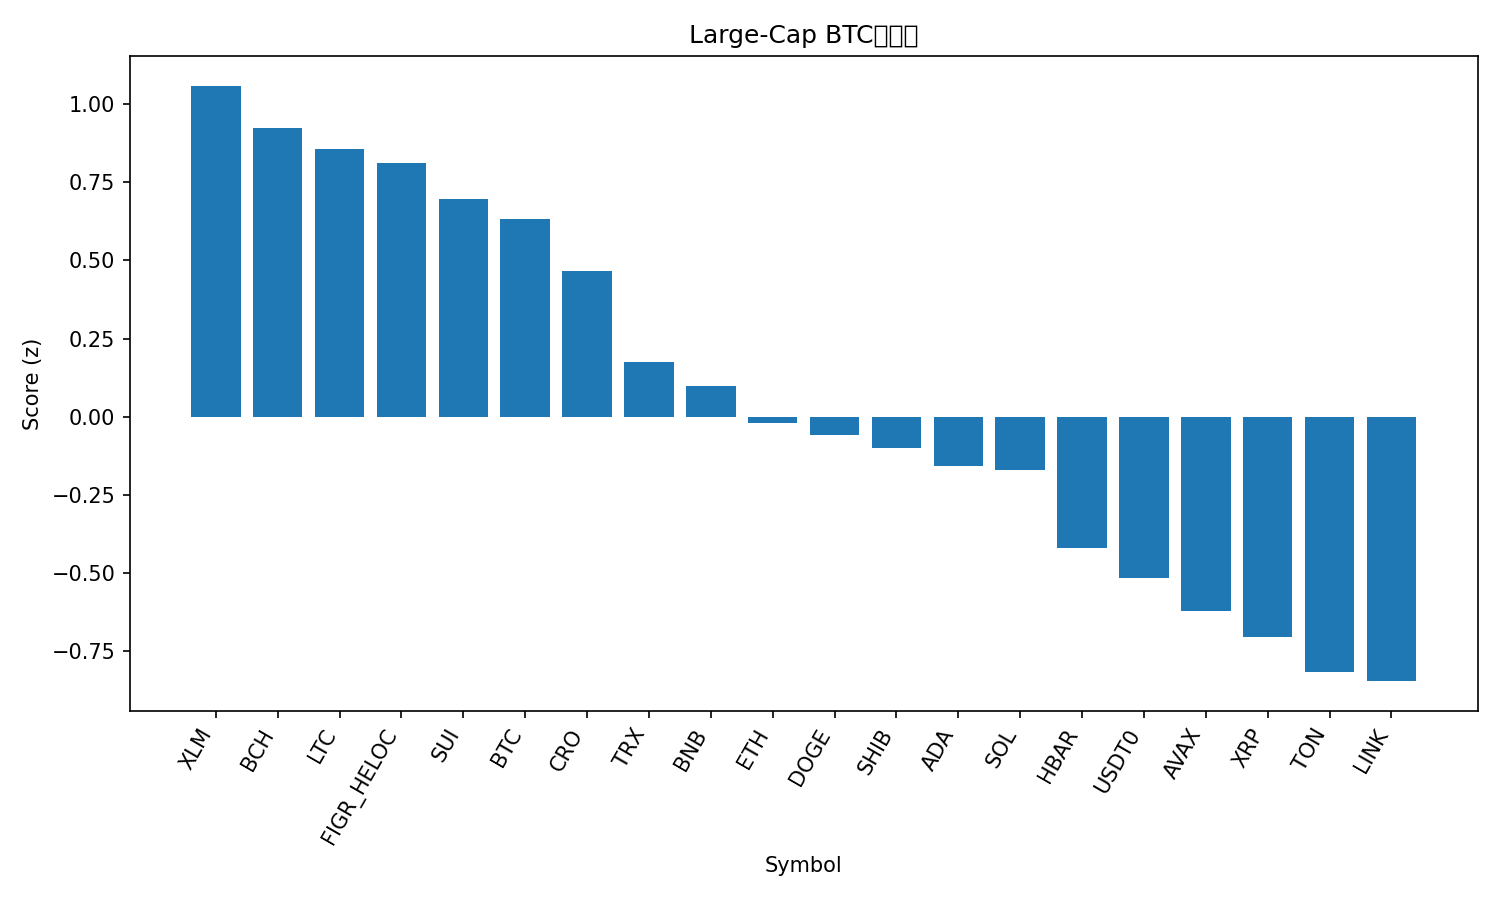 Large-Cap BTC
1.00
0.75
0.50
0.25
0.00
−0.25
−0.50
−0.75
Score (z)
XLM
BCH
LTC
FIGR_HELOC
SUI
BTC
CRO
TRX
BNB
ETH
DOGE
SHIB
ADA
SOL
HBAR
USDT0
AVAX
XRP
TON
LINK
Symbol